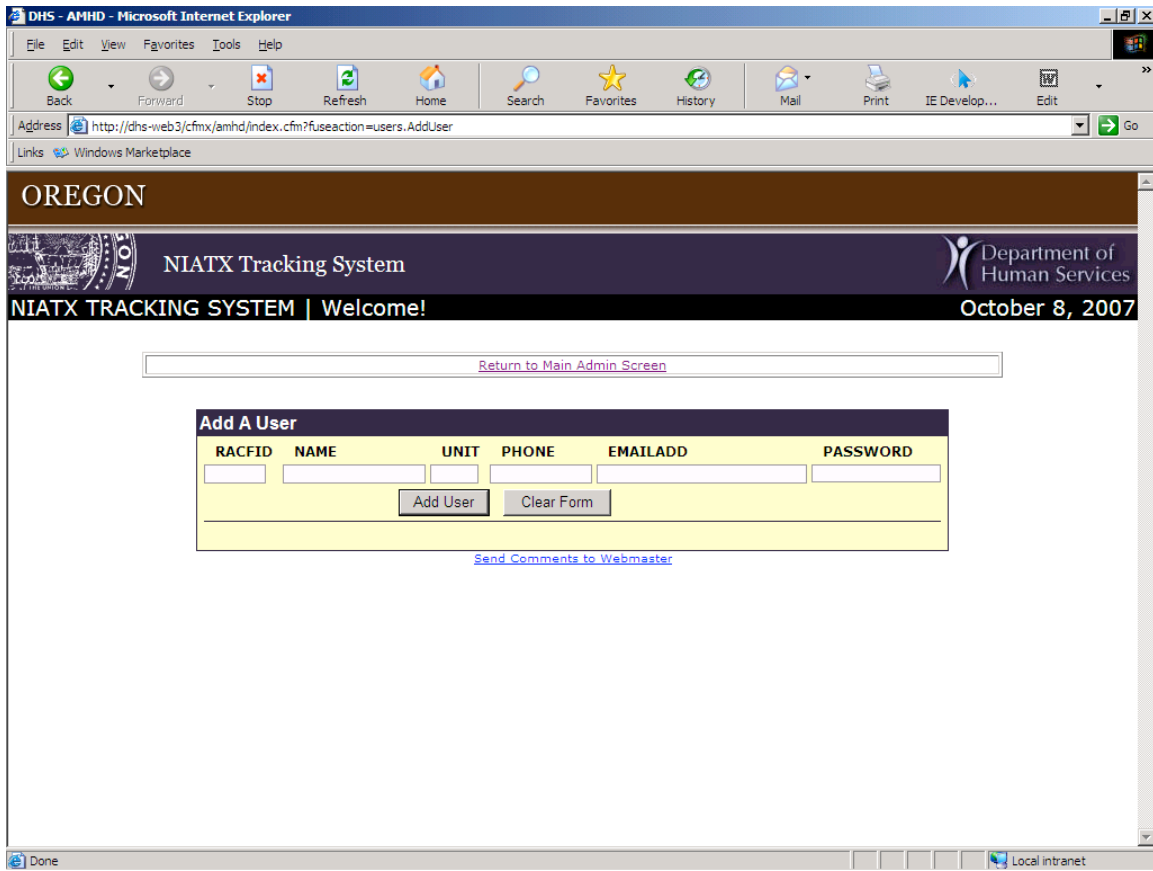 DHS - AMHD - Microsoft Internet Explorer
File Edit View Favorites Tools Help
Back Forward Stop Refresh Home Search Favorites History Mail Print IE Develop... Edit
Address http://dhs-web3/cfmx/amhd/index.cfm?fuseaction=users.AddUser Go
Links Windows Marketplace
OREGON
NIATX Tracking System
Department of
Human Services
NIATX TRACKING SYSTEM | Welcome! October 8, 2007
Return to Main Admin Screen
Add A User
RACFID NAME UNIT PHONE EMAILADD PASSWORD
Add User Clear Form
Send Comments to Webmaster
Done Local intranet